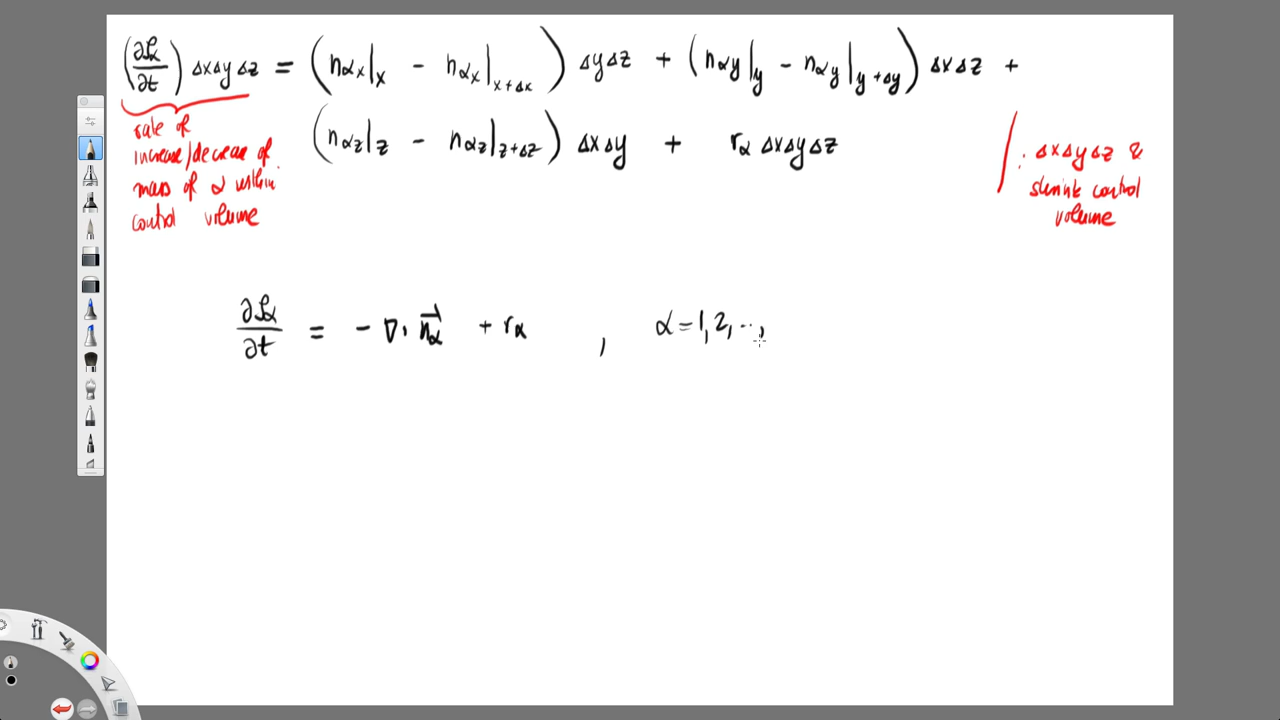 (∂ρα/∂t) ΔxΔyΔz = (nαx|x - nαx|x+Δx) ΔyΔz + (nαy|y - nαy|y+Δy) ΔxΔz +
(nαz|z - nαz|z+Δz) ΔxΔy + rα ΔxΔyΔz
rate of
increase/decrease of
mass of α within
control volume
: ΔxΔyΔz &
shrink control
volume
∂ρα/∂t = - ∇· n⃗α + rα , α = 1, 2, ...,